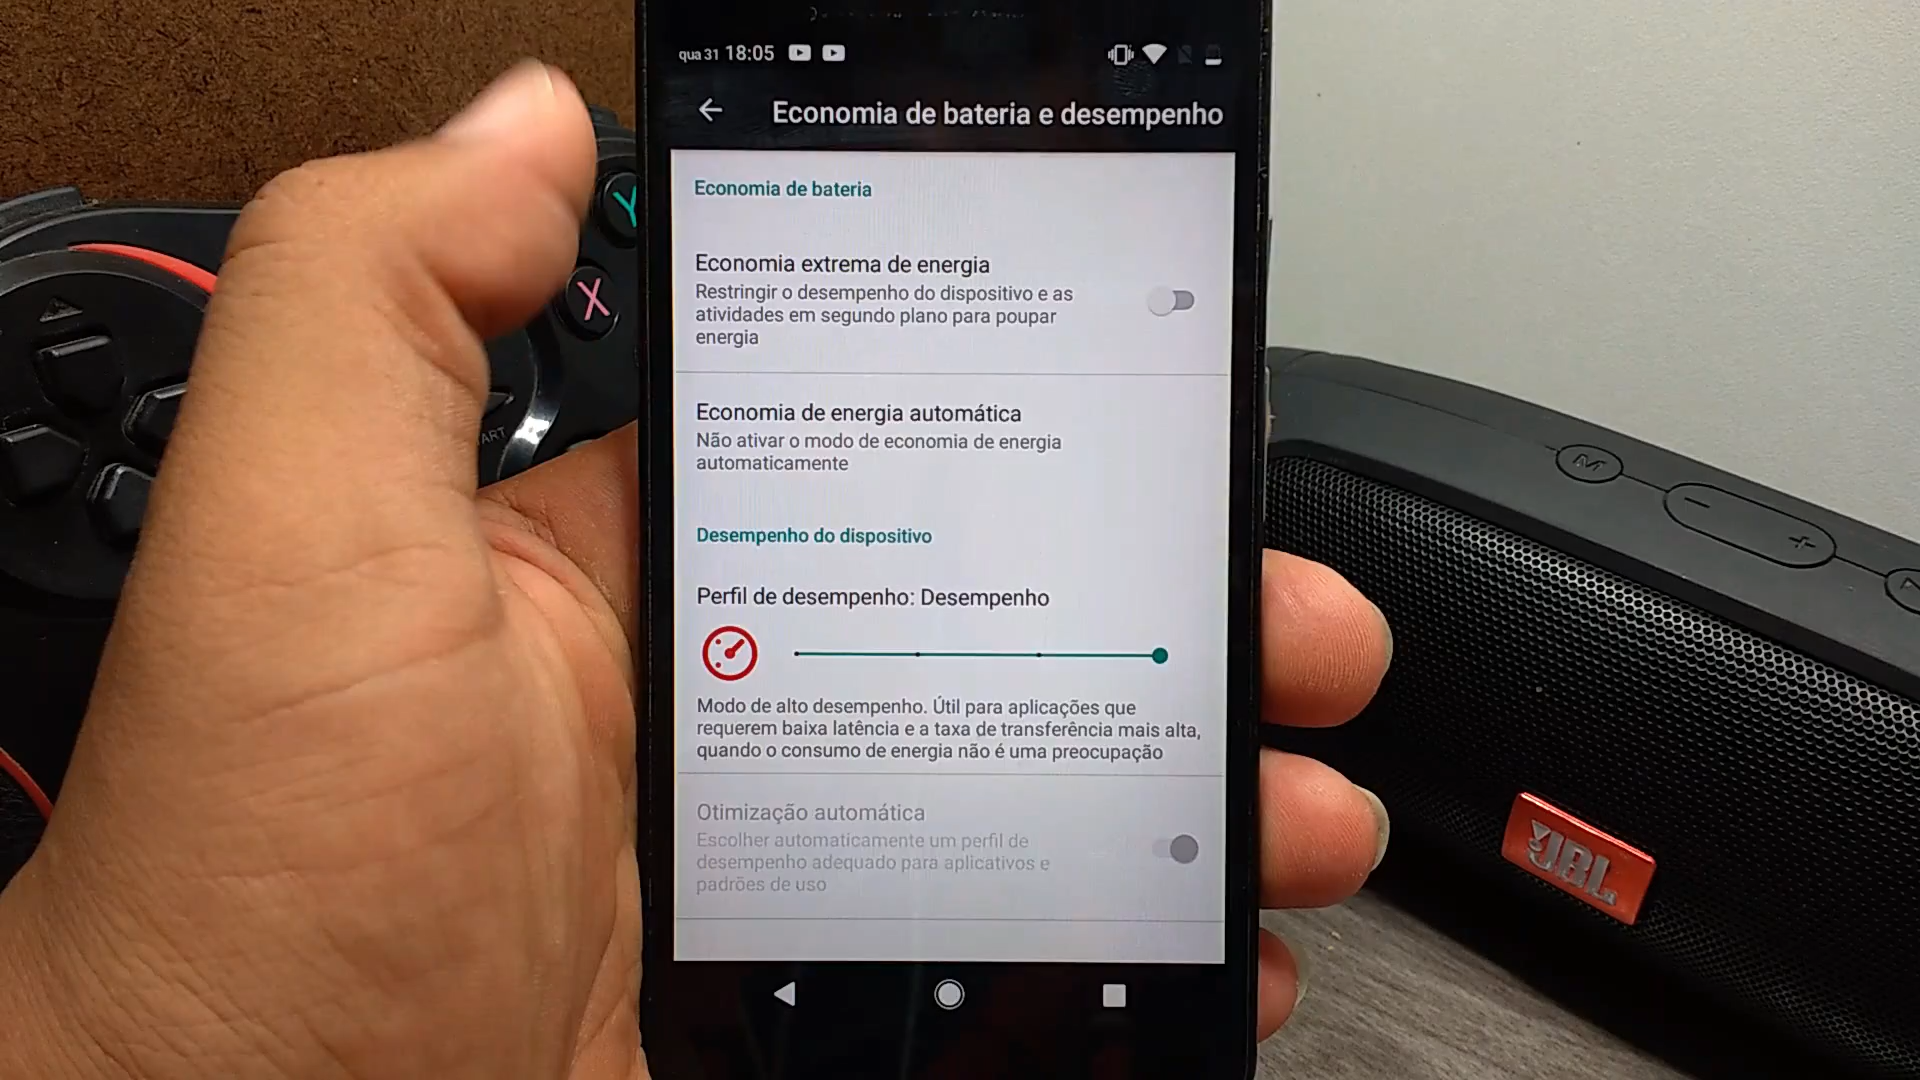 qua 31 18:05
Economia de bateria e desempenho
Economia de bateria
Economia extrema de energia
Restringir o desempenho do dispositivo e as
atividades em segundo plano para poupar
energia
Economia de energia automática
Não ativar o modo de economia de energia
automaticamente
Desempenho do dispositivo
Perfil de desempenho: Desempenho
Modo de alto desempenho. Útil para aplicações que
requerem baixa latência e a taxa de transferência mais alta,
quando o consumo de energia não é uma preocupação
Otimização automática
Escolher automaticamente um perfil de
desempenho adequado para aplicativos e
padrões de uso
Y
X
ART
M
- +
JBL